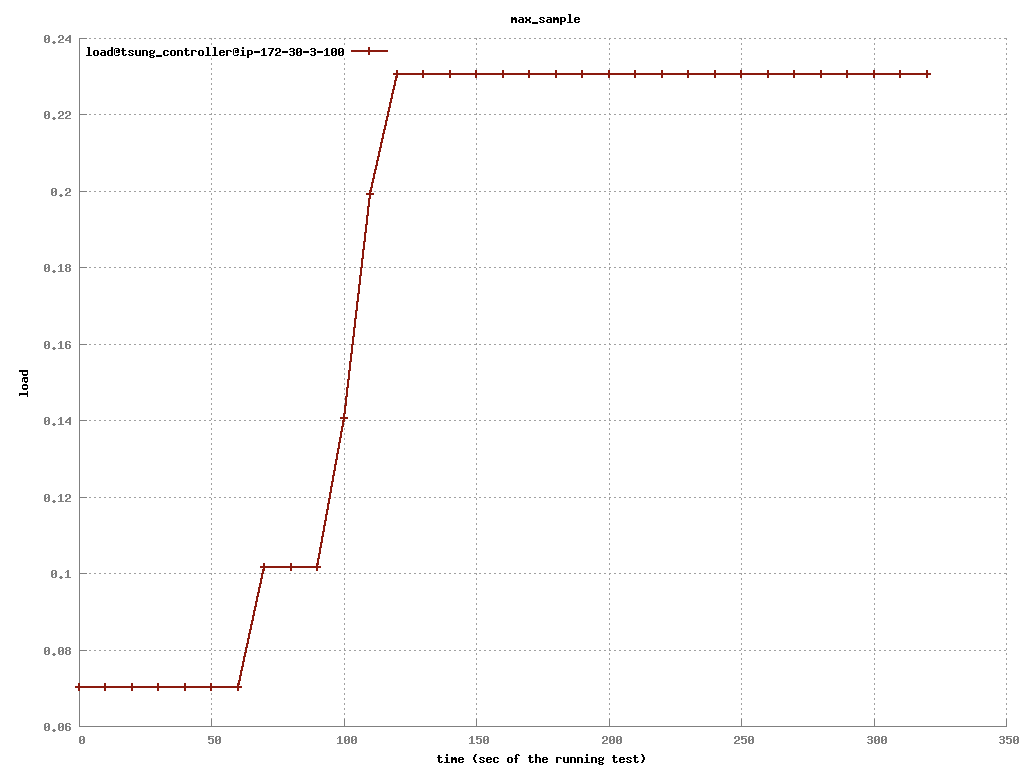 max_sample
load@tsung_controller@ip-172-30-3-100
0.24
0.22
0.2
0.18
0.16
0.14
0.12
0.1
0.08
0.06
load
0 50 100 150 200 250 300 350
time (sec of the running test)